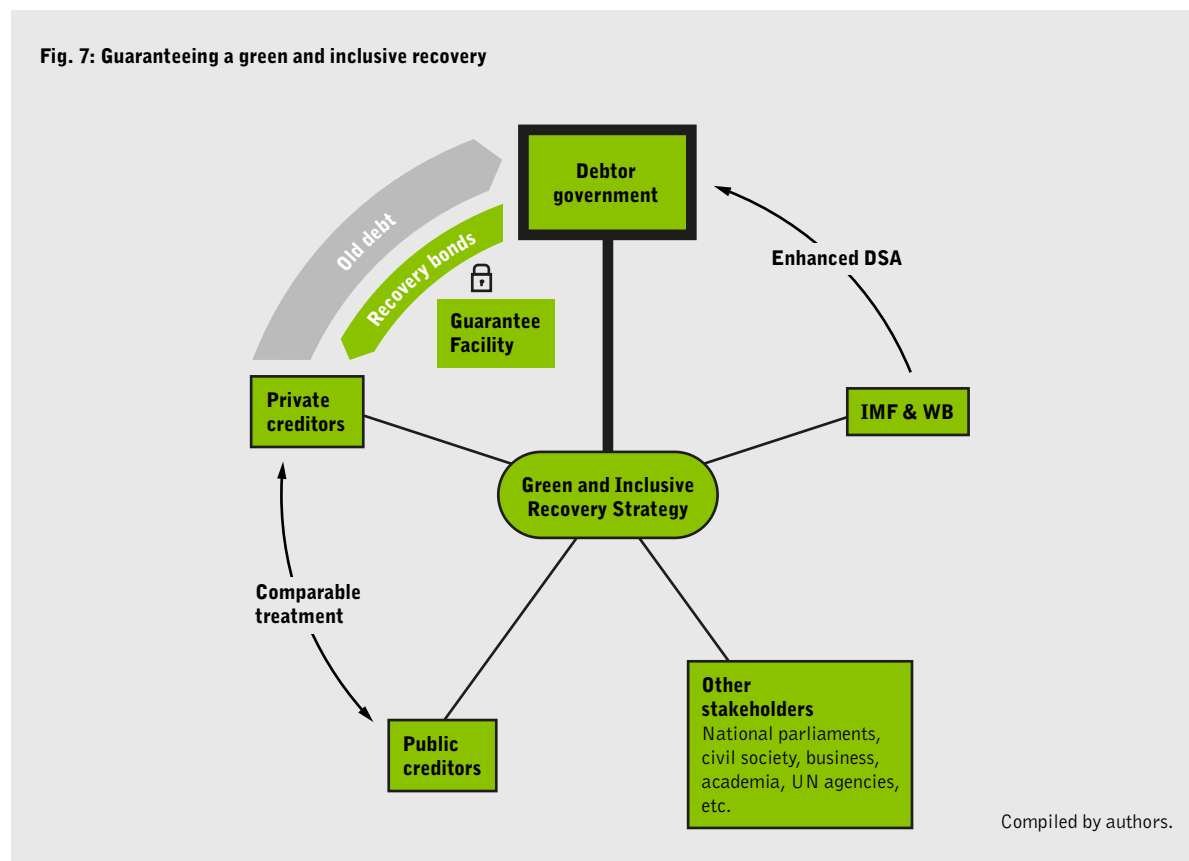 Fig. 7: Guaranteeing a green and inclusive recovery
Debtor
government
Old debt
Recovery bonds
Guarantee
Facility
Enhanced DSA
Private
creditors
IMF & WB
Green and Inclusive
Recovery Strategy
Comparable
treatment
Public
creditors
Other
stakeholders
National parliaments,
civil society, business,
academia, UN agencies,
etc.
Compiled by authors.